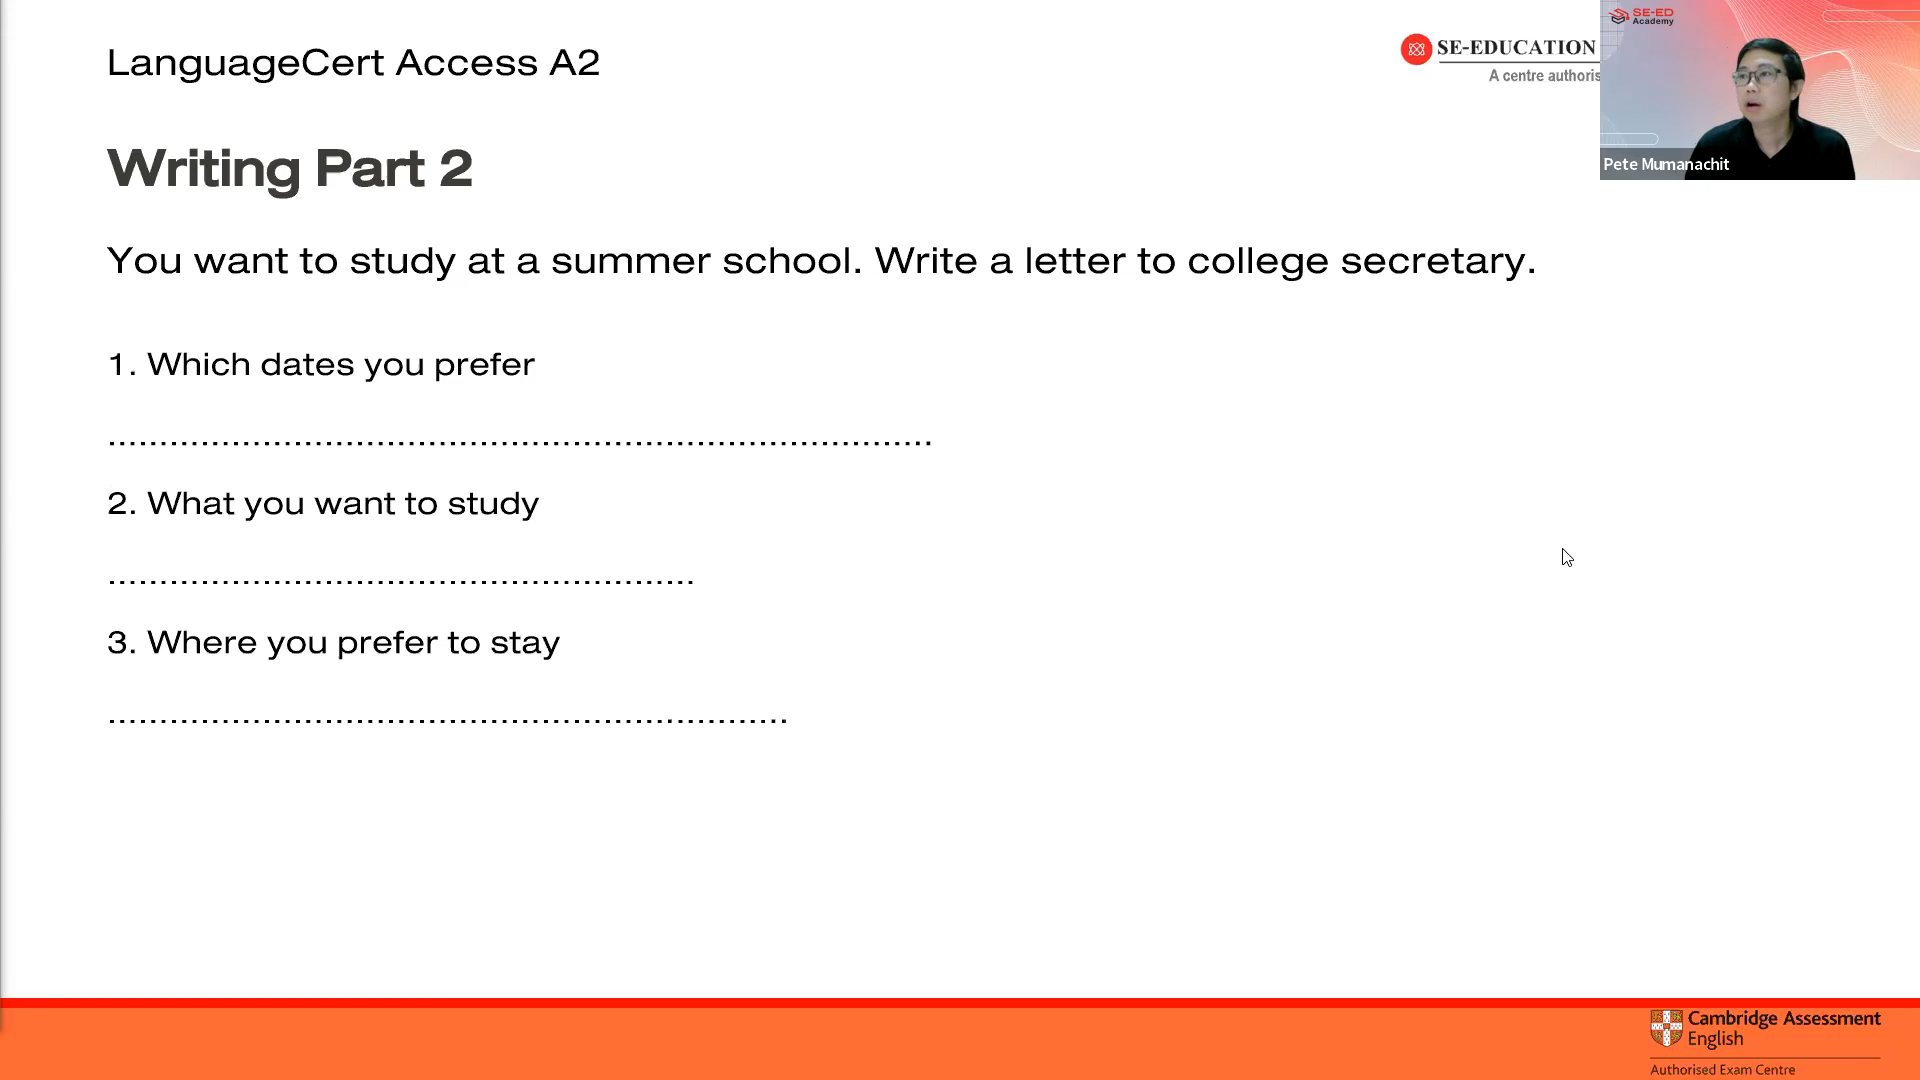 LanguageCert Access A2
SE-EDUCATION
A centre authoris
SE-ED
Academy
Pete Mumanachit
Writing Part 2
You want to study at a summer school. Write a letter to college secretary.
1. Which dates you prefer
................................................................................
2. What you want to study
.........................................................
3. Where you prefer to stay
..................................................................
Cambridge Assessment
English
Authorised Exam Centre